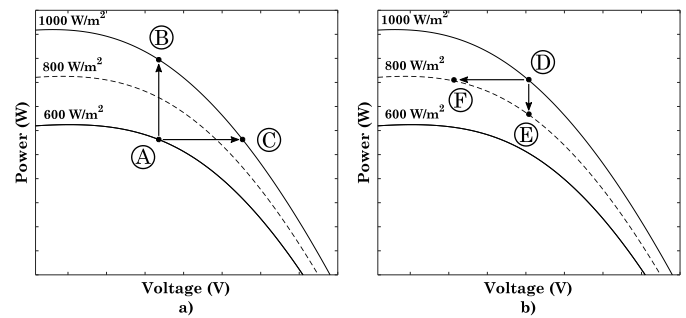 1000 W/m²
800 W/m²
600 W/m²
B
A
C
Power (W)
Voltage (V)
a)
1000 W/m²
800 W/m²
600 W/m²
D
F
E
Power (W)
Voltage (V)
b)